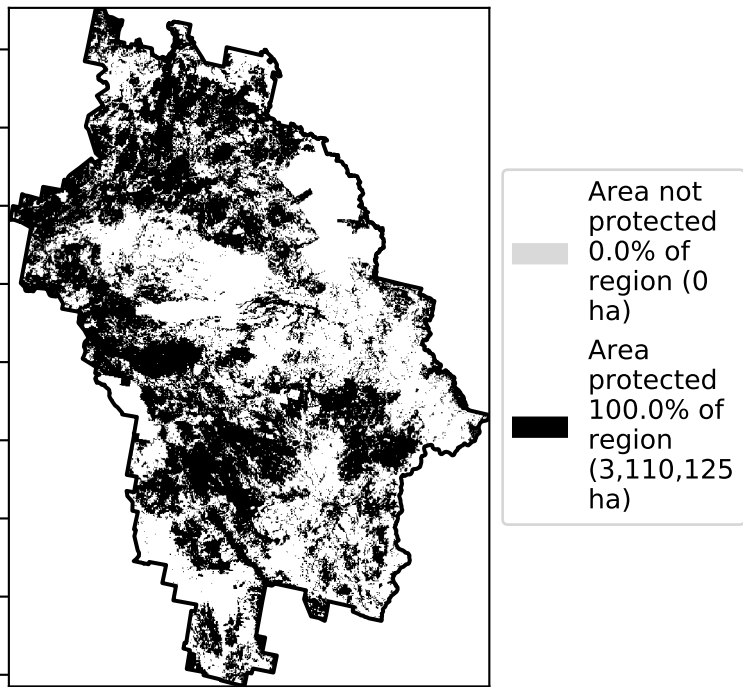 Area not
protected
0.0% of
region (0
ha)
Area
protected
100.0% of
region
(3,110,125
ha)